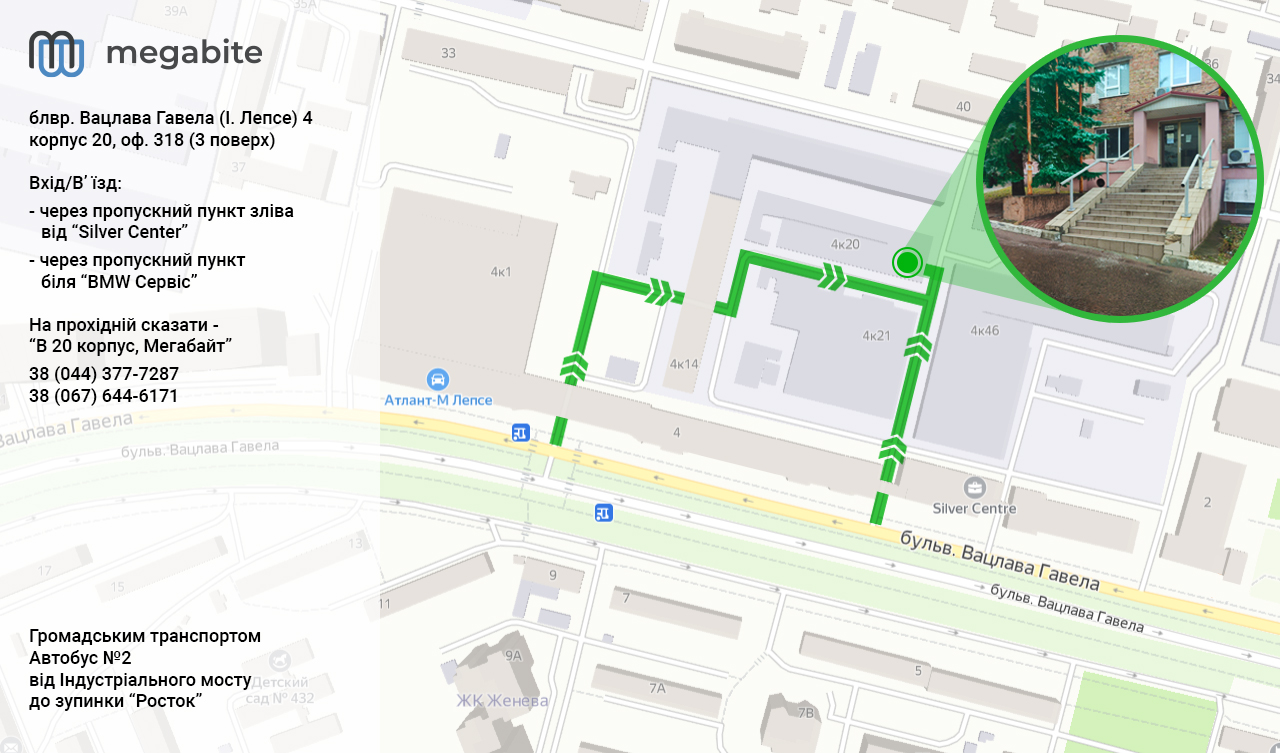 megabite
блвр. Вацлава Гавела (І. Лепсе) 4
корпус 20, оф. 318 (3 поверх)
Вхід/В’ їзд:
- через пропускний пункт зліва
від “Silver Center”
- через пропускний пункт
біля “BMW Сервіс”
На прохідній сказати -
“В 20 корпус, Мегабайт”
38 (044) 377-7287
38 (067) 644-6171
Громадським транспортом
Автобус №2
від Індустріального мосту
до зупинки “Росток”
39А
35А
33
37
40
36
34
4к1
4к20
4к21
4к46
4к14
4
Атлант-М Лепсе
Вацлава Гавела
бульв. Вацлава Гавела
Silver Centre
2
бульв. Вацлава Гавела
бульв. Вацлава Гавела
17
15
13
11
9
7
9А
7А
5
7В
ЖК Женева
Детский
сад № 432